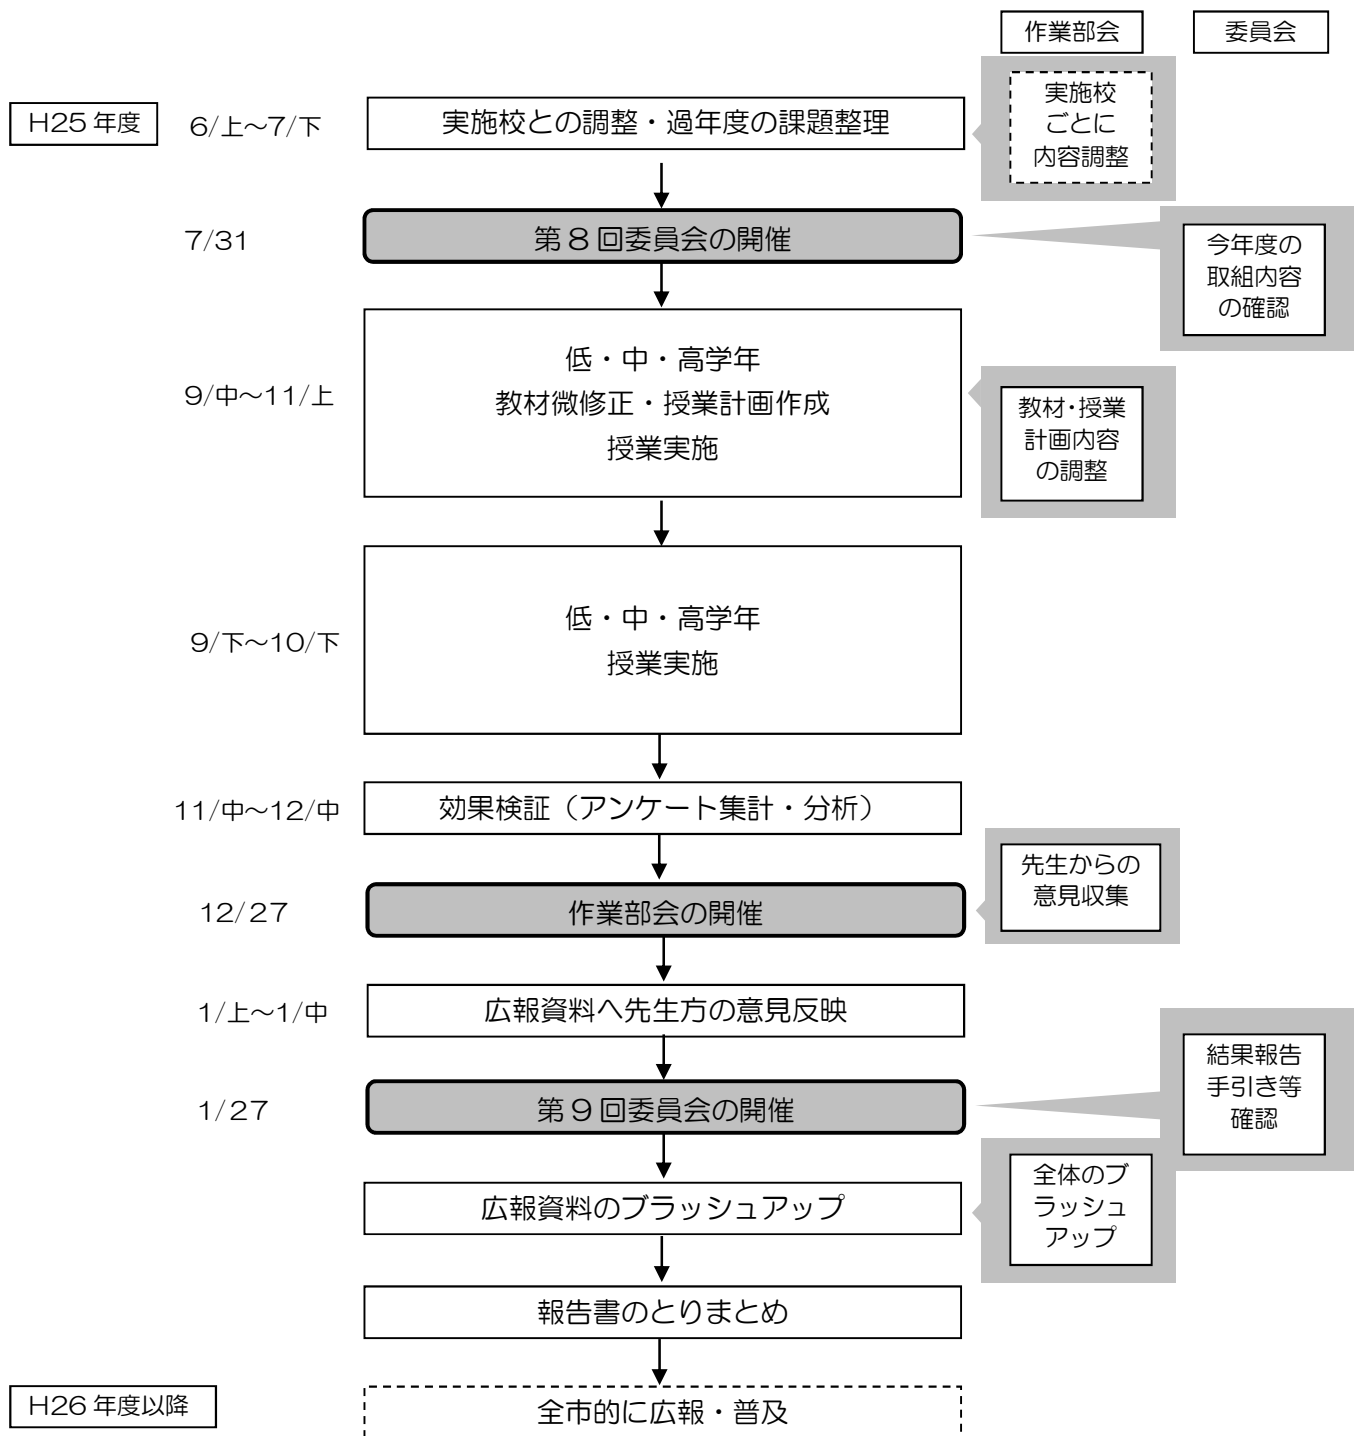 作業部会
委員会
H25年度
6/上～7/下
実施校との調整・過年度の課題整理
実施校
ごとに
内容調整
7/31
第8回委員会の開催
今年度の
取組内容
の確認
9/中～11/上
低・中・高学年
教材微修正・授業計画作成
授業実施
教材・授業
計画内容
の調整
9/下～10/下
低・中・高学年
授業実施
11/中～12/中
効果検証（アンケート集計・分析）
先生からの
意見収集
12/27
作業部会の開催
1/上～1/中
広報資料へ先生方の意見反映
結果報告
手引き等
確認
1/27
第9回委員会の開催
全体のブ
ラッシュ
アップ
広報資料のブラッシュアップ
報告書のとりまとめ
H26年度以降
全市的に広報・普及